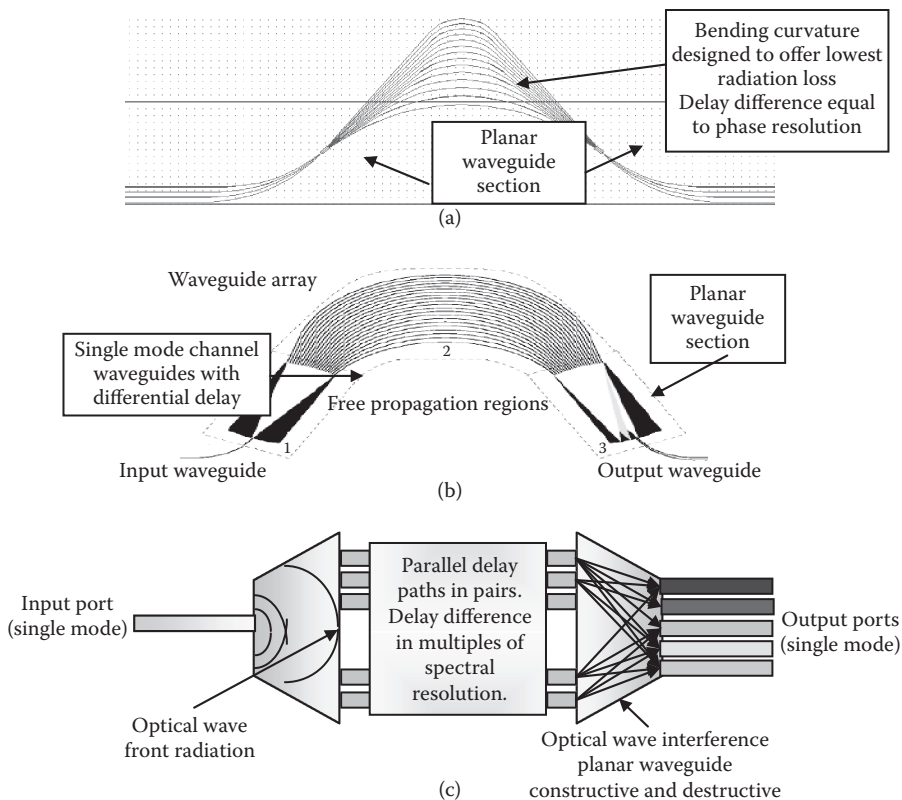 Bending curvature
designed to offer lowest
radiation loss
Delay difference equal
to phase resolution
Planar
waveguide
section
(a)
Waveguide array
Planar
waveguide
section
Single mode channel
waveguides with
differential delay
2
Free propagation regions
1
3
Input waveguide
Output waveguide
(b)
Input port
(single mode)
Parallel delay
paths in pairs.
Delay difference
in multiples of
spectral
resolution.
Output ports
(single mode)
Optical wave
front radiation
Optical wave interference
planar waveguide
constructive and destructive
(c)